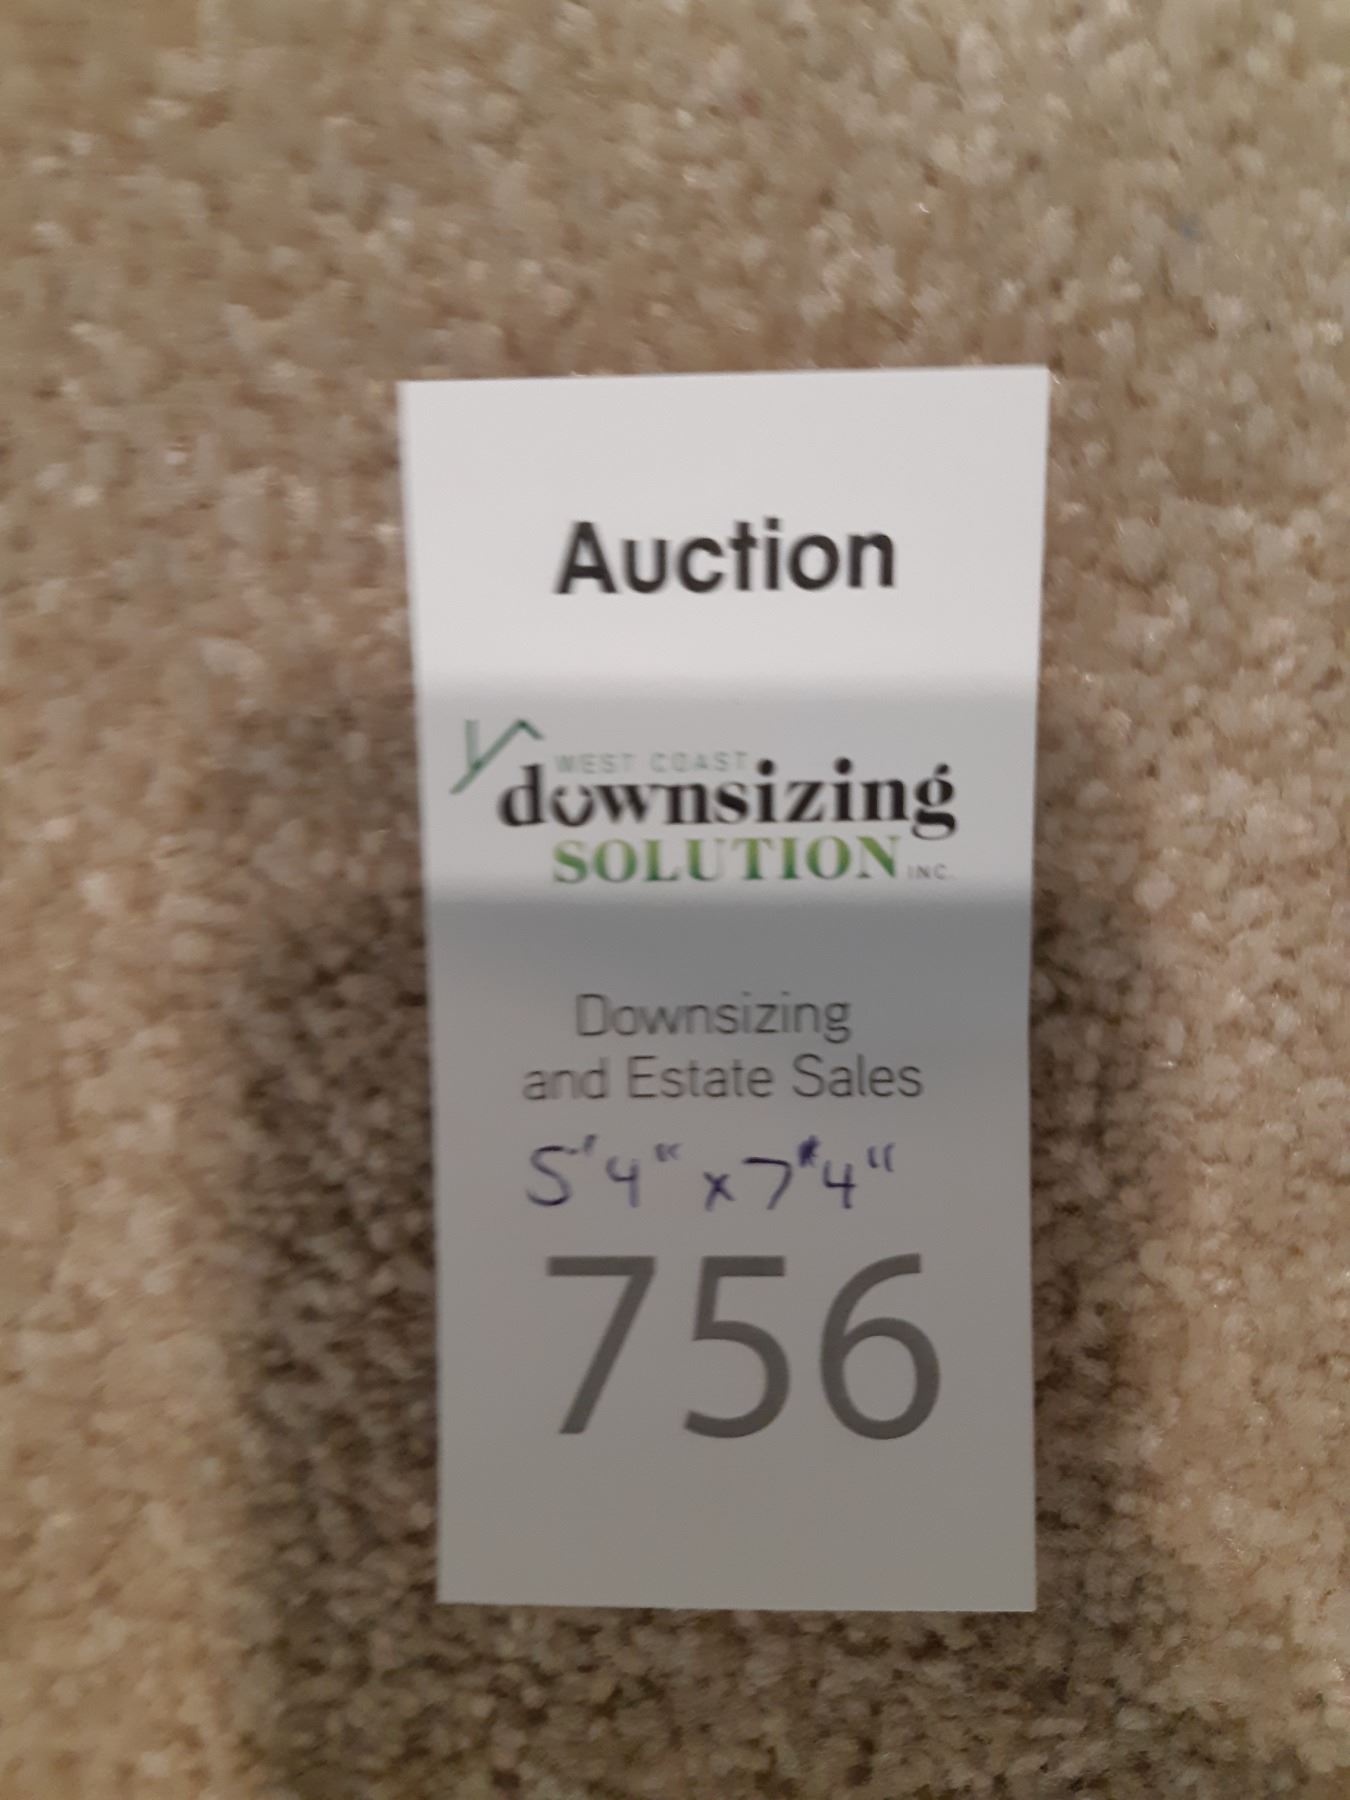 Auction
WEST COAST
downsizing
SOLUTION INC.
Downsizing
and Estate Sales
5'4" x 7'4"
756